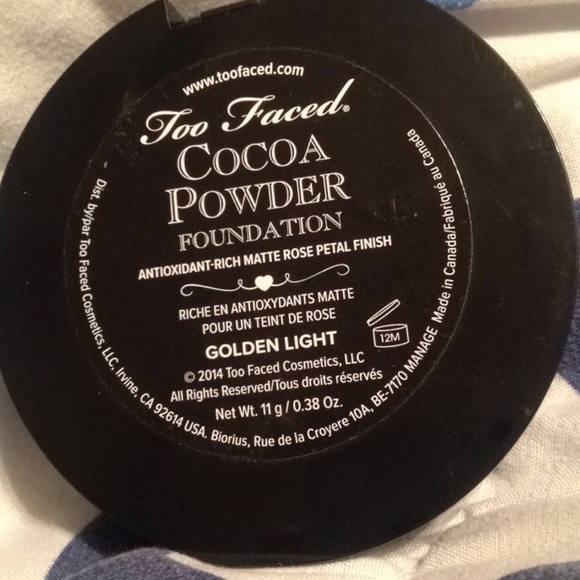 www.toofaced.com
Too Faced®
COCOA
POWDER
FOUNDATION
ANTIOXIDANT-RICH MATTE ROSE PETAL FINISH
RICHE EN ANTIOXYDANTS MATTE
POUR UN TEINT DE ROSE
GOLDEN LIGHT
© 2014 Too Faced Cosmetics, LLC
All Rights Reserved/Tous droits réservés
Net Wt. 11 g / 0.38 Oz.
12M
Dist. by/par Too Faced Cosmetics, LLC, Irvine, CA 92614 USA. Biorius, Rue de la Croyere 10A, BE-7170 MANAGE Made in Canada/Fabriqué au Canada